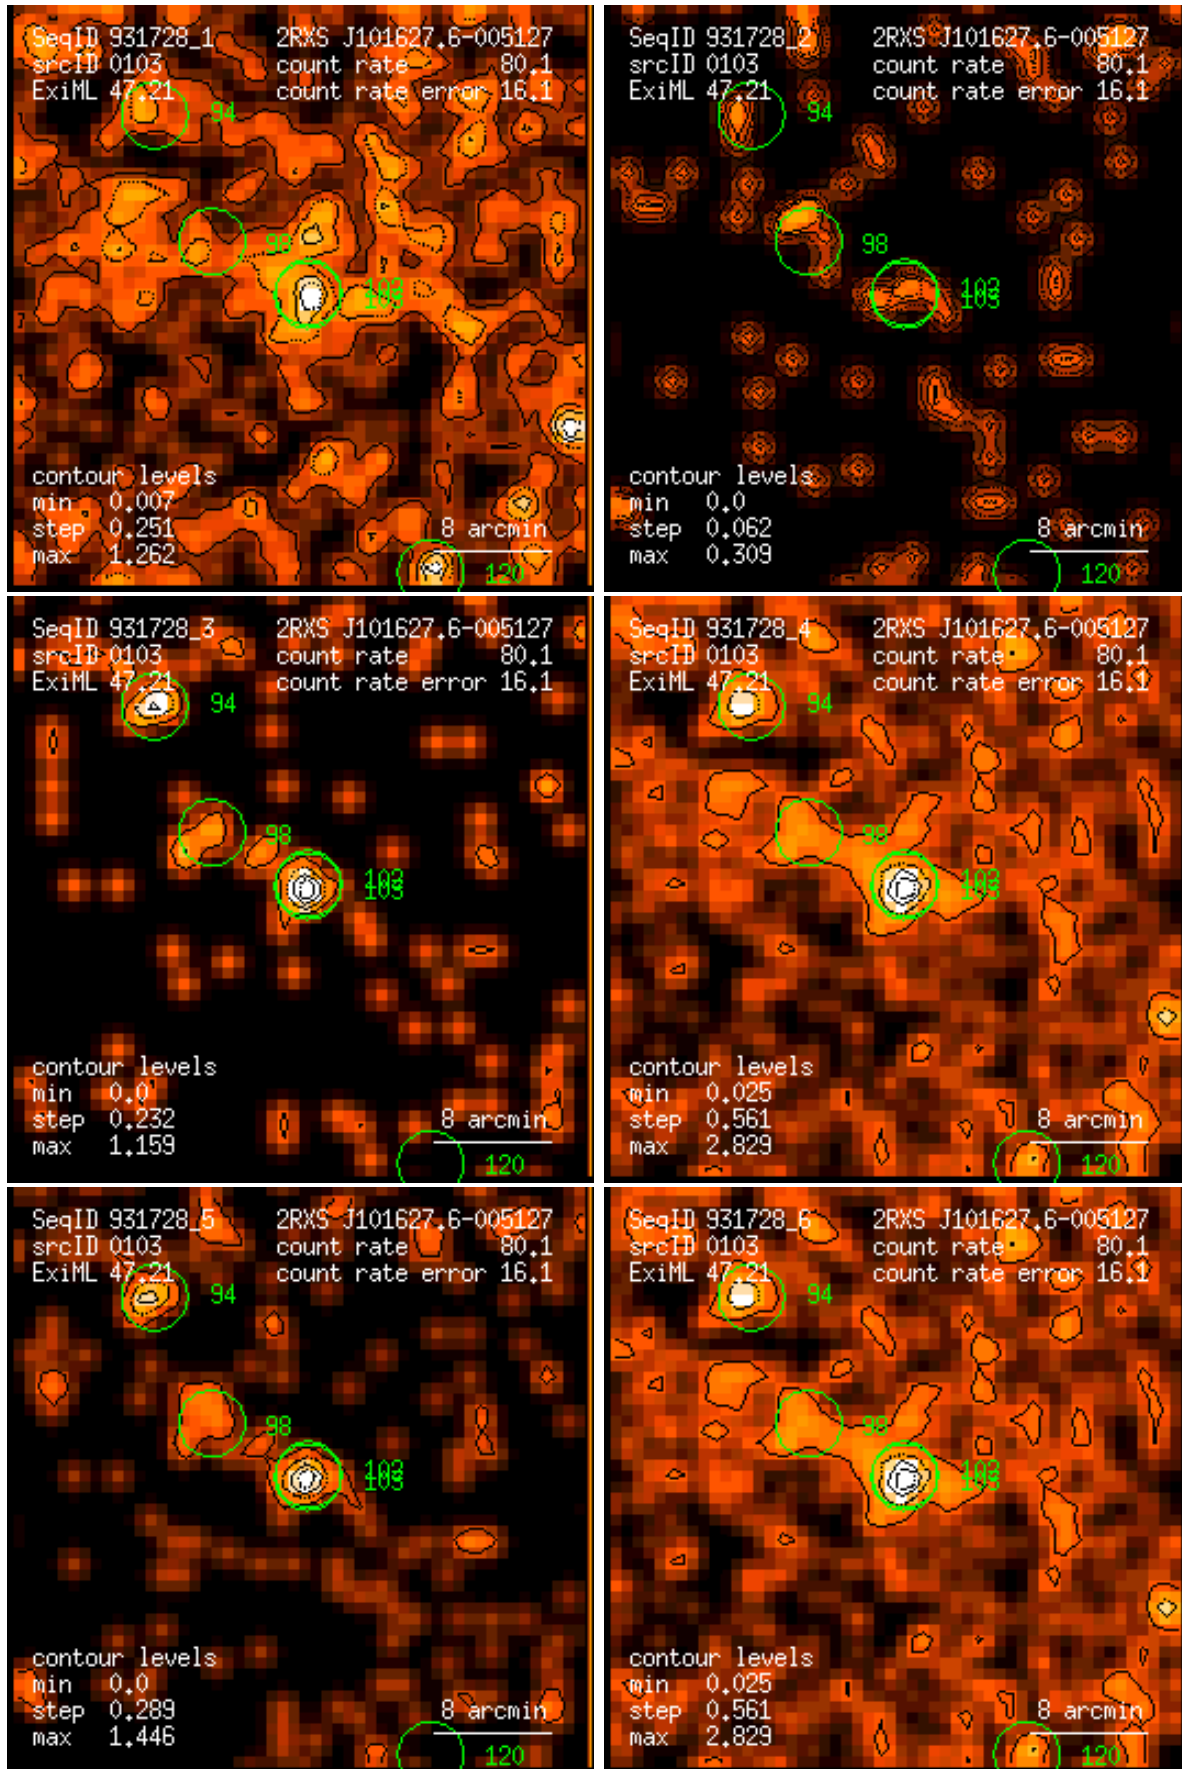 SeqID 931728_1 2RXS J101627.6-005127
srcID 0103 count rate 80.1
ExiML 47.21 count rate error 16.1
94
98
103
contour levels
min 0.007
step 0.251 8 arcmin
max 1.262
120
SeqID 931728_2 2RXS J101627.6-005127
srcID 0103 count rate 80.1
ExiML 47.21 count rate error 16.1
94
98
103
contour levels
min 0.0
step 0.062 8 arcmin
max 0.309
120
SeqID 931728_3 2RXS J101627.6-005127
srcID 0103 count rate 80.1
ExiML 47.21 count rate error 16.1
94
98
103
contour levels
min 0.0
step 0.232 8 arcmin
max 1.159
120
SeqID 931728_4 2RXS J101627.6-005127
srcID 0103 count rate 80.1
ExiML 47.21 count rate error 16.1
94
98
103
contour levels
min 0.025
step 0.561 8 arcmin
max 2.829
120
SeqID 931728_5 2RXS J101627.6-005127
srcID 0103 count rate 80.1
ExiML 47.21 count rate error 16.1
94
98
103
contour levels
min 0.0
step 0.289 8 arcmin
max 1.446
120
SeqID 931728_6 2RXS J101627.6-005127
srcID 0103 count rate 80.1
ExiML 47.21 count rate error 16.1
94
98
103
contour levels
min 0.025
step 0.561 8 arcmin
max 2.829
120